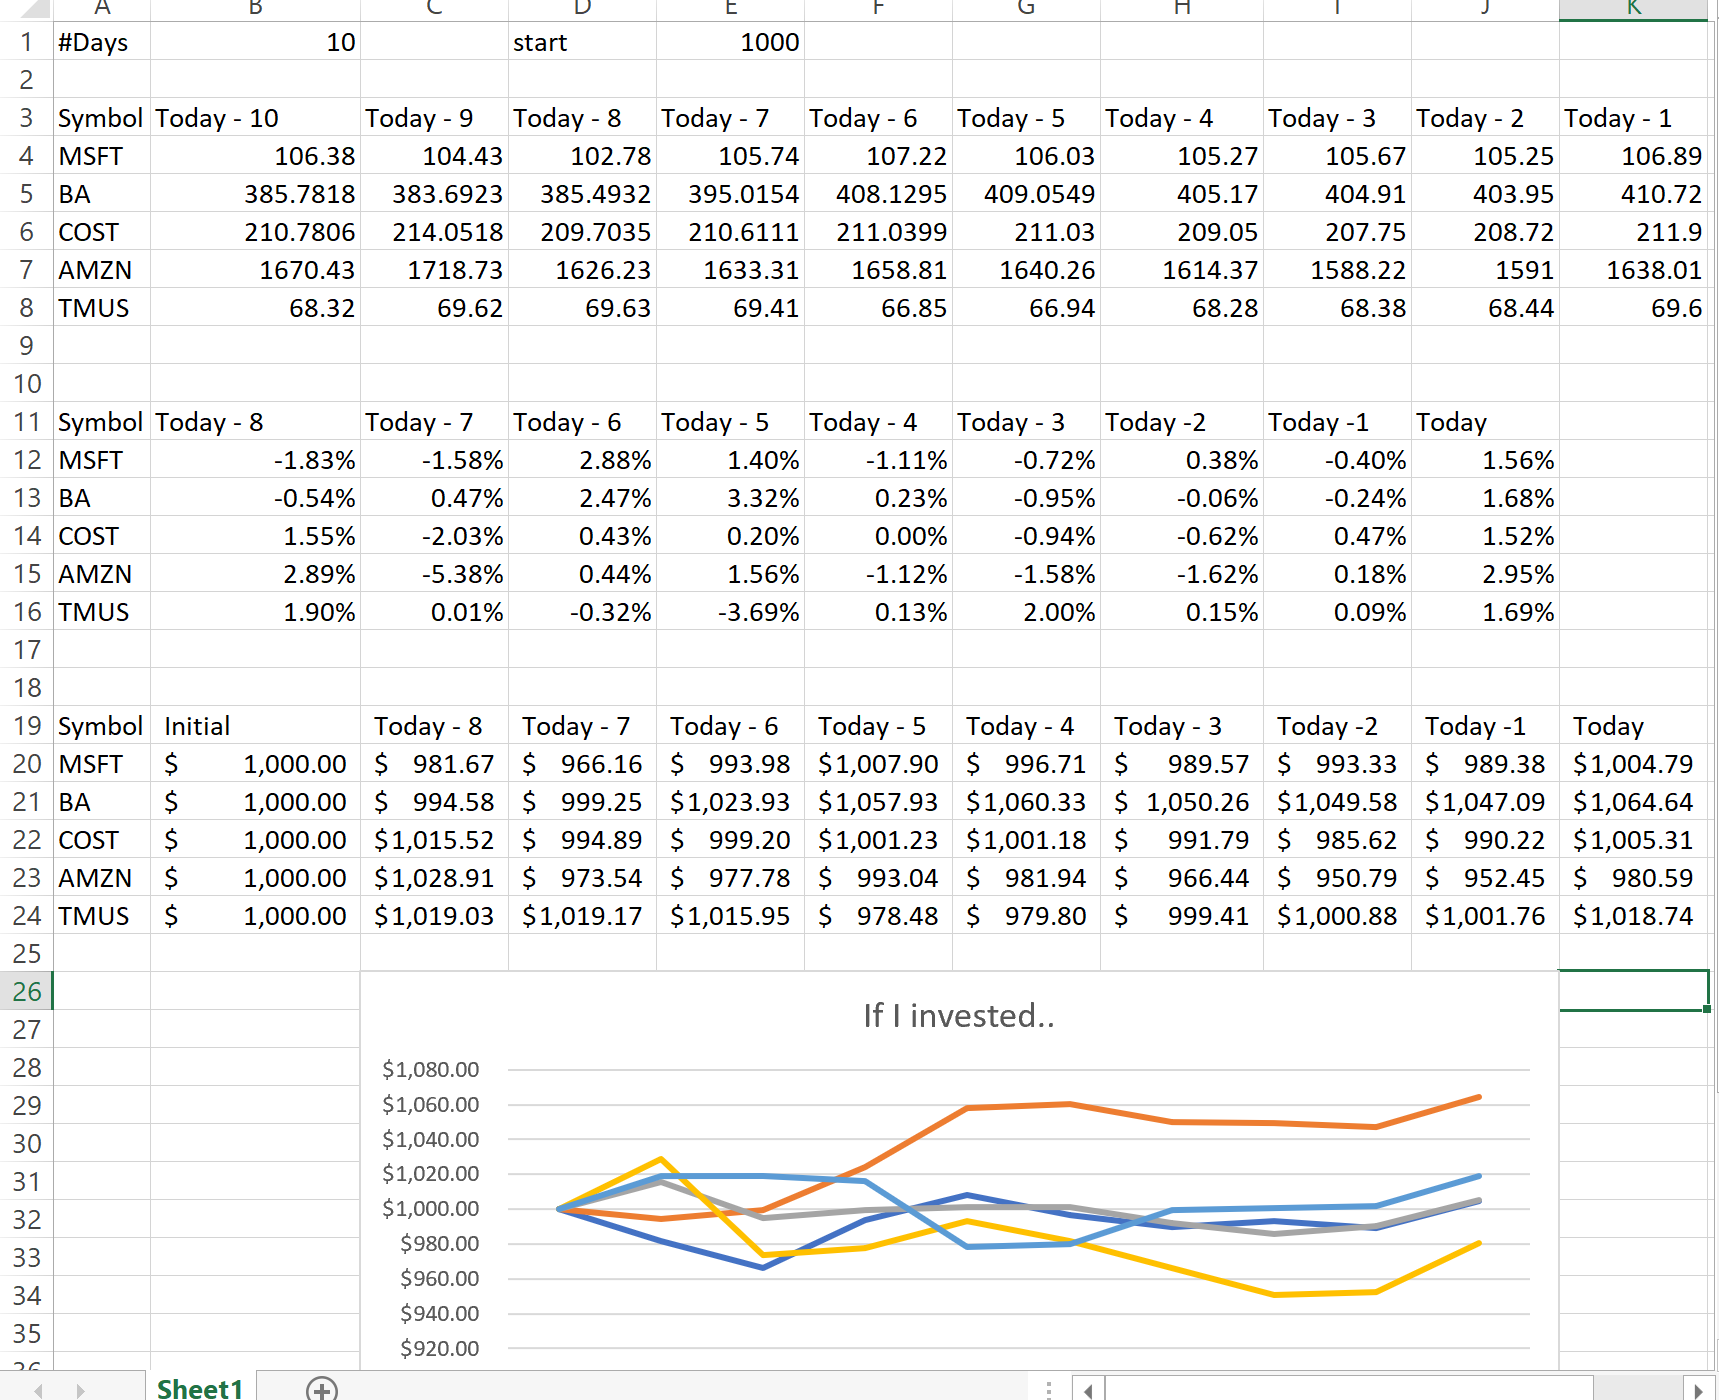 A B C D E F G H I J K
1 #Days 10 start 1000
2
3 Symbol Today - 10 Today - 9 Today - 8 Today - 7 Today - 6 Today - 5 Today - 4 Today - 3 Today - 2 Today - 1
4 MSFT 106.38 104.43 102.78 105.74 107.22 106.03 105.27 105.67 105.25 106.89
5 BA 385.7818 383.6923 385.4932 395.0154 408.1295 409.0549 405.17 404.91 403.95 410.72
6 COST 210.7806 214.0518 209.7035 210.6111 211.0399 211.03 209.05 207.75 208.72 211.9
7 AMZN 1670.43 1718.73 1626.23 1633.31 1658.81 1640.26 1614.37 1588.22 1591 1638.01
8 TMUS 68.32 69.62 69.63 69.41 66.85 66.94 68.28 68.38 68.44 69.6
9
10
11 Symbol Today - 8 Today - 7 Today - 6 Today - 5 Today - 4 Today - 3 Today -2 Today -1 Today
12 MSFT -1.83% -1.58% 2.88% 1.40% -1.11% -0.72% 0.38% -0.40% 1.56%
13 BA -0.54% 0.47% 2.47% 3.32% 0.23% -0.95% -0.06% -0.24% 1.68%
14 COST 1.55% -2.03% 0.43% 0.20% 0.00% -0.94% -0.62% 0.47% 1.52%
15 AMZN 2.89% -5.38% 0.44% 1.56% -1.12% -1.58% -1.62% 0.18% 2.95%
16 TMUS 1.90% 0.01% -0.32% -3.69% 0.13% 2.00% 0.15% 0.09% 1.69%
17
18
19 Symbol Initial Today - 8 Today - 7 Today - 6 Today - 5 Today - 4 Today - 3 Today -2 Today -1 Today
20 MSFT $ 1,000.00 $ 981.67 $ 966.16 $ 993.98 $1,007.90 $ 996.71 $ 989.57 $ 993.33 $ 989.38 $1,004.79
21 BA $ 1,000.00 $ 994.58 $ 999.25 $1,023.93 $1,057.93 $1,060.33 $ 1,050.26 $1,049.58 $1,047.09 $1,064.64
22 COST $ 1,000.00 $1,015.52 $ 994.89 $ 999.20 $1,001.23 $1,001.18 $ 991.79 $ 985.62 $ 990.22 $1,005.31
23 AMZN $ 1,000.00 $1,028.91 $ 973.54 $ 977.78 $ 993.04 $ 981.94 $ 966.44 $ 950.79 $ 952.45 $ 980.59
24 TMUS $ 1,000.00 $1,019.03 $1,019.17 $1,015.95 $ 978.48 $ 979.80 $ 999.41 $1,000.88 $1,001.76 $1,018.74
25
26
If I invested..
27
28 $1,080.00
29 $1,060.00
30 $1,040.00
31 $1,020.00
32 $1,000.00
33 $980.00
34 $960.00
35 $940.00
36 $920.00
Sheet1